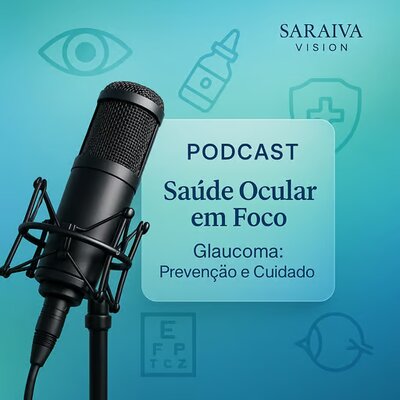 SARAIVA
VISION
PODCAST
Saúde Ocular
em Foco
Glaucoma:
Prevenção e Cuidado
E
F P
T C Z